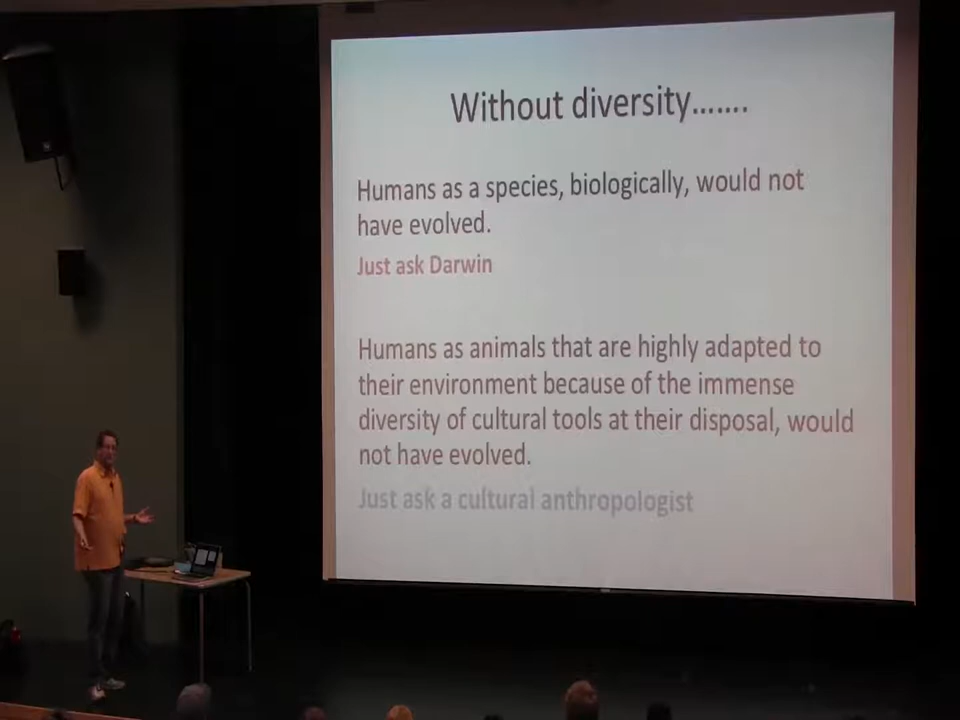 Without diversity.......
Humans as a species, biologically, would not
have evolved.
Just ask Darwin
Humans as animals that are highly adapted to
their environment because of the immense
diversity of cultural tools at their disposal, would
not have evolved.
Just ask a cultural anthropologist